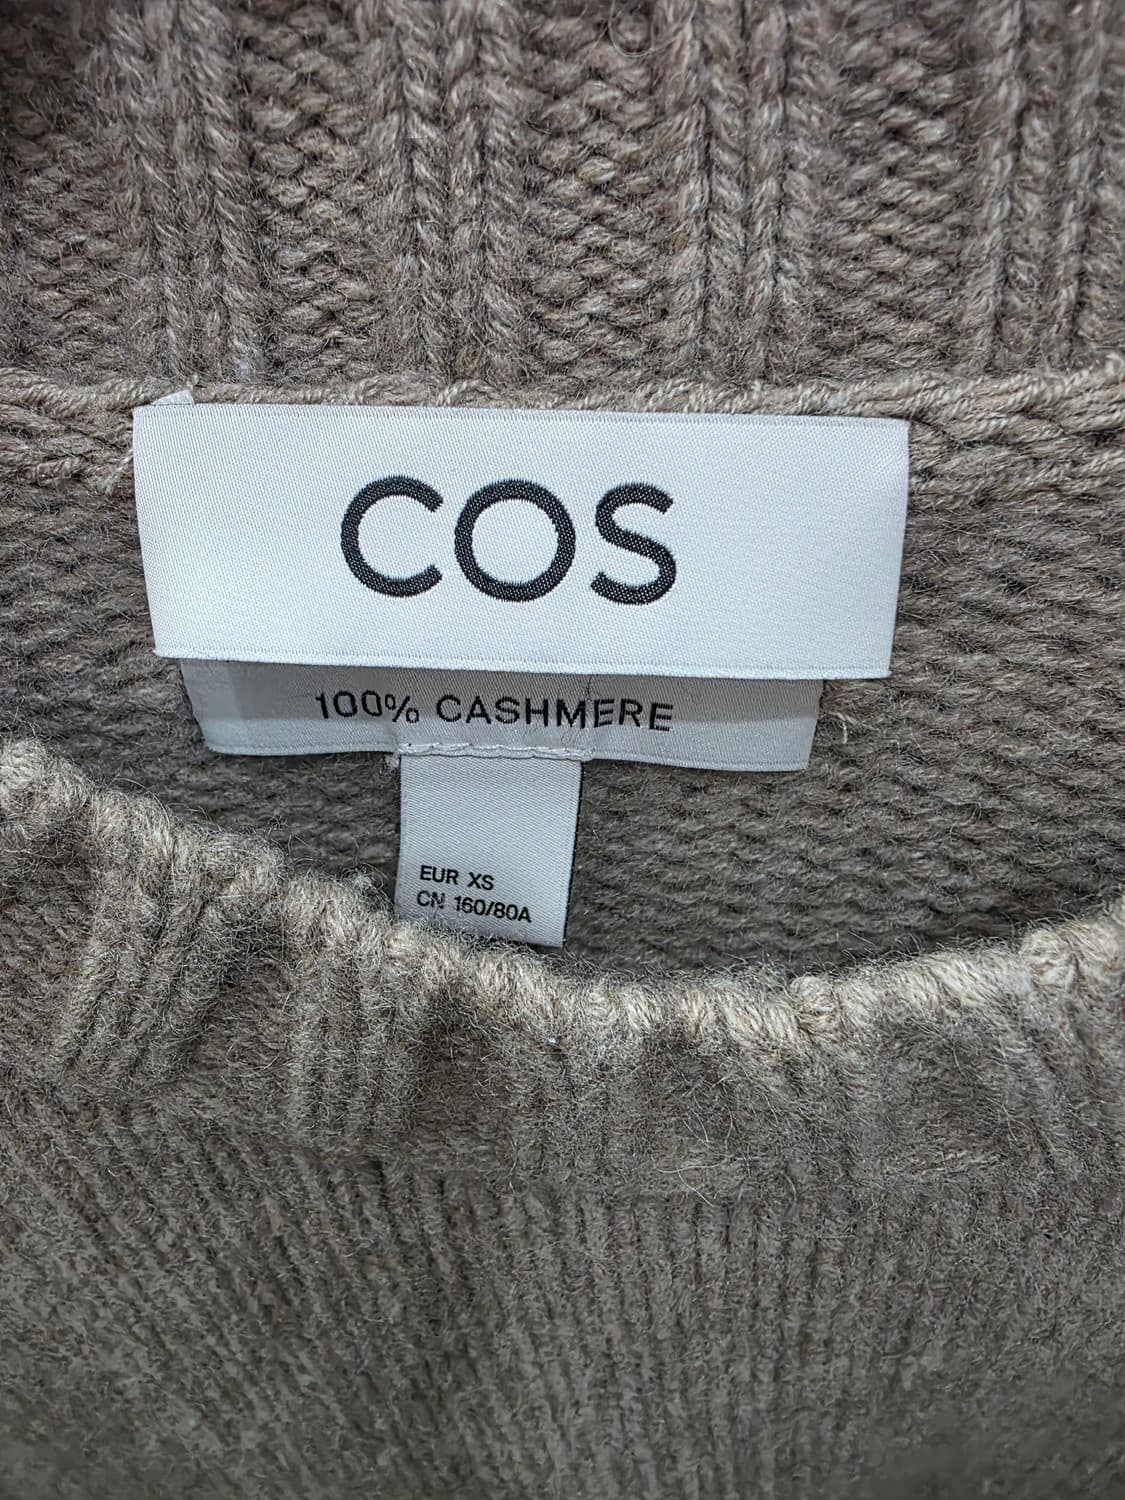 COS
100% CASHMERE
EUR XS
CN 160/80A